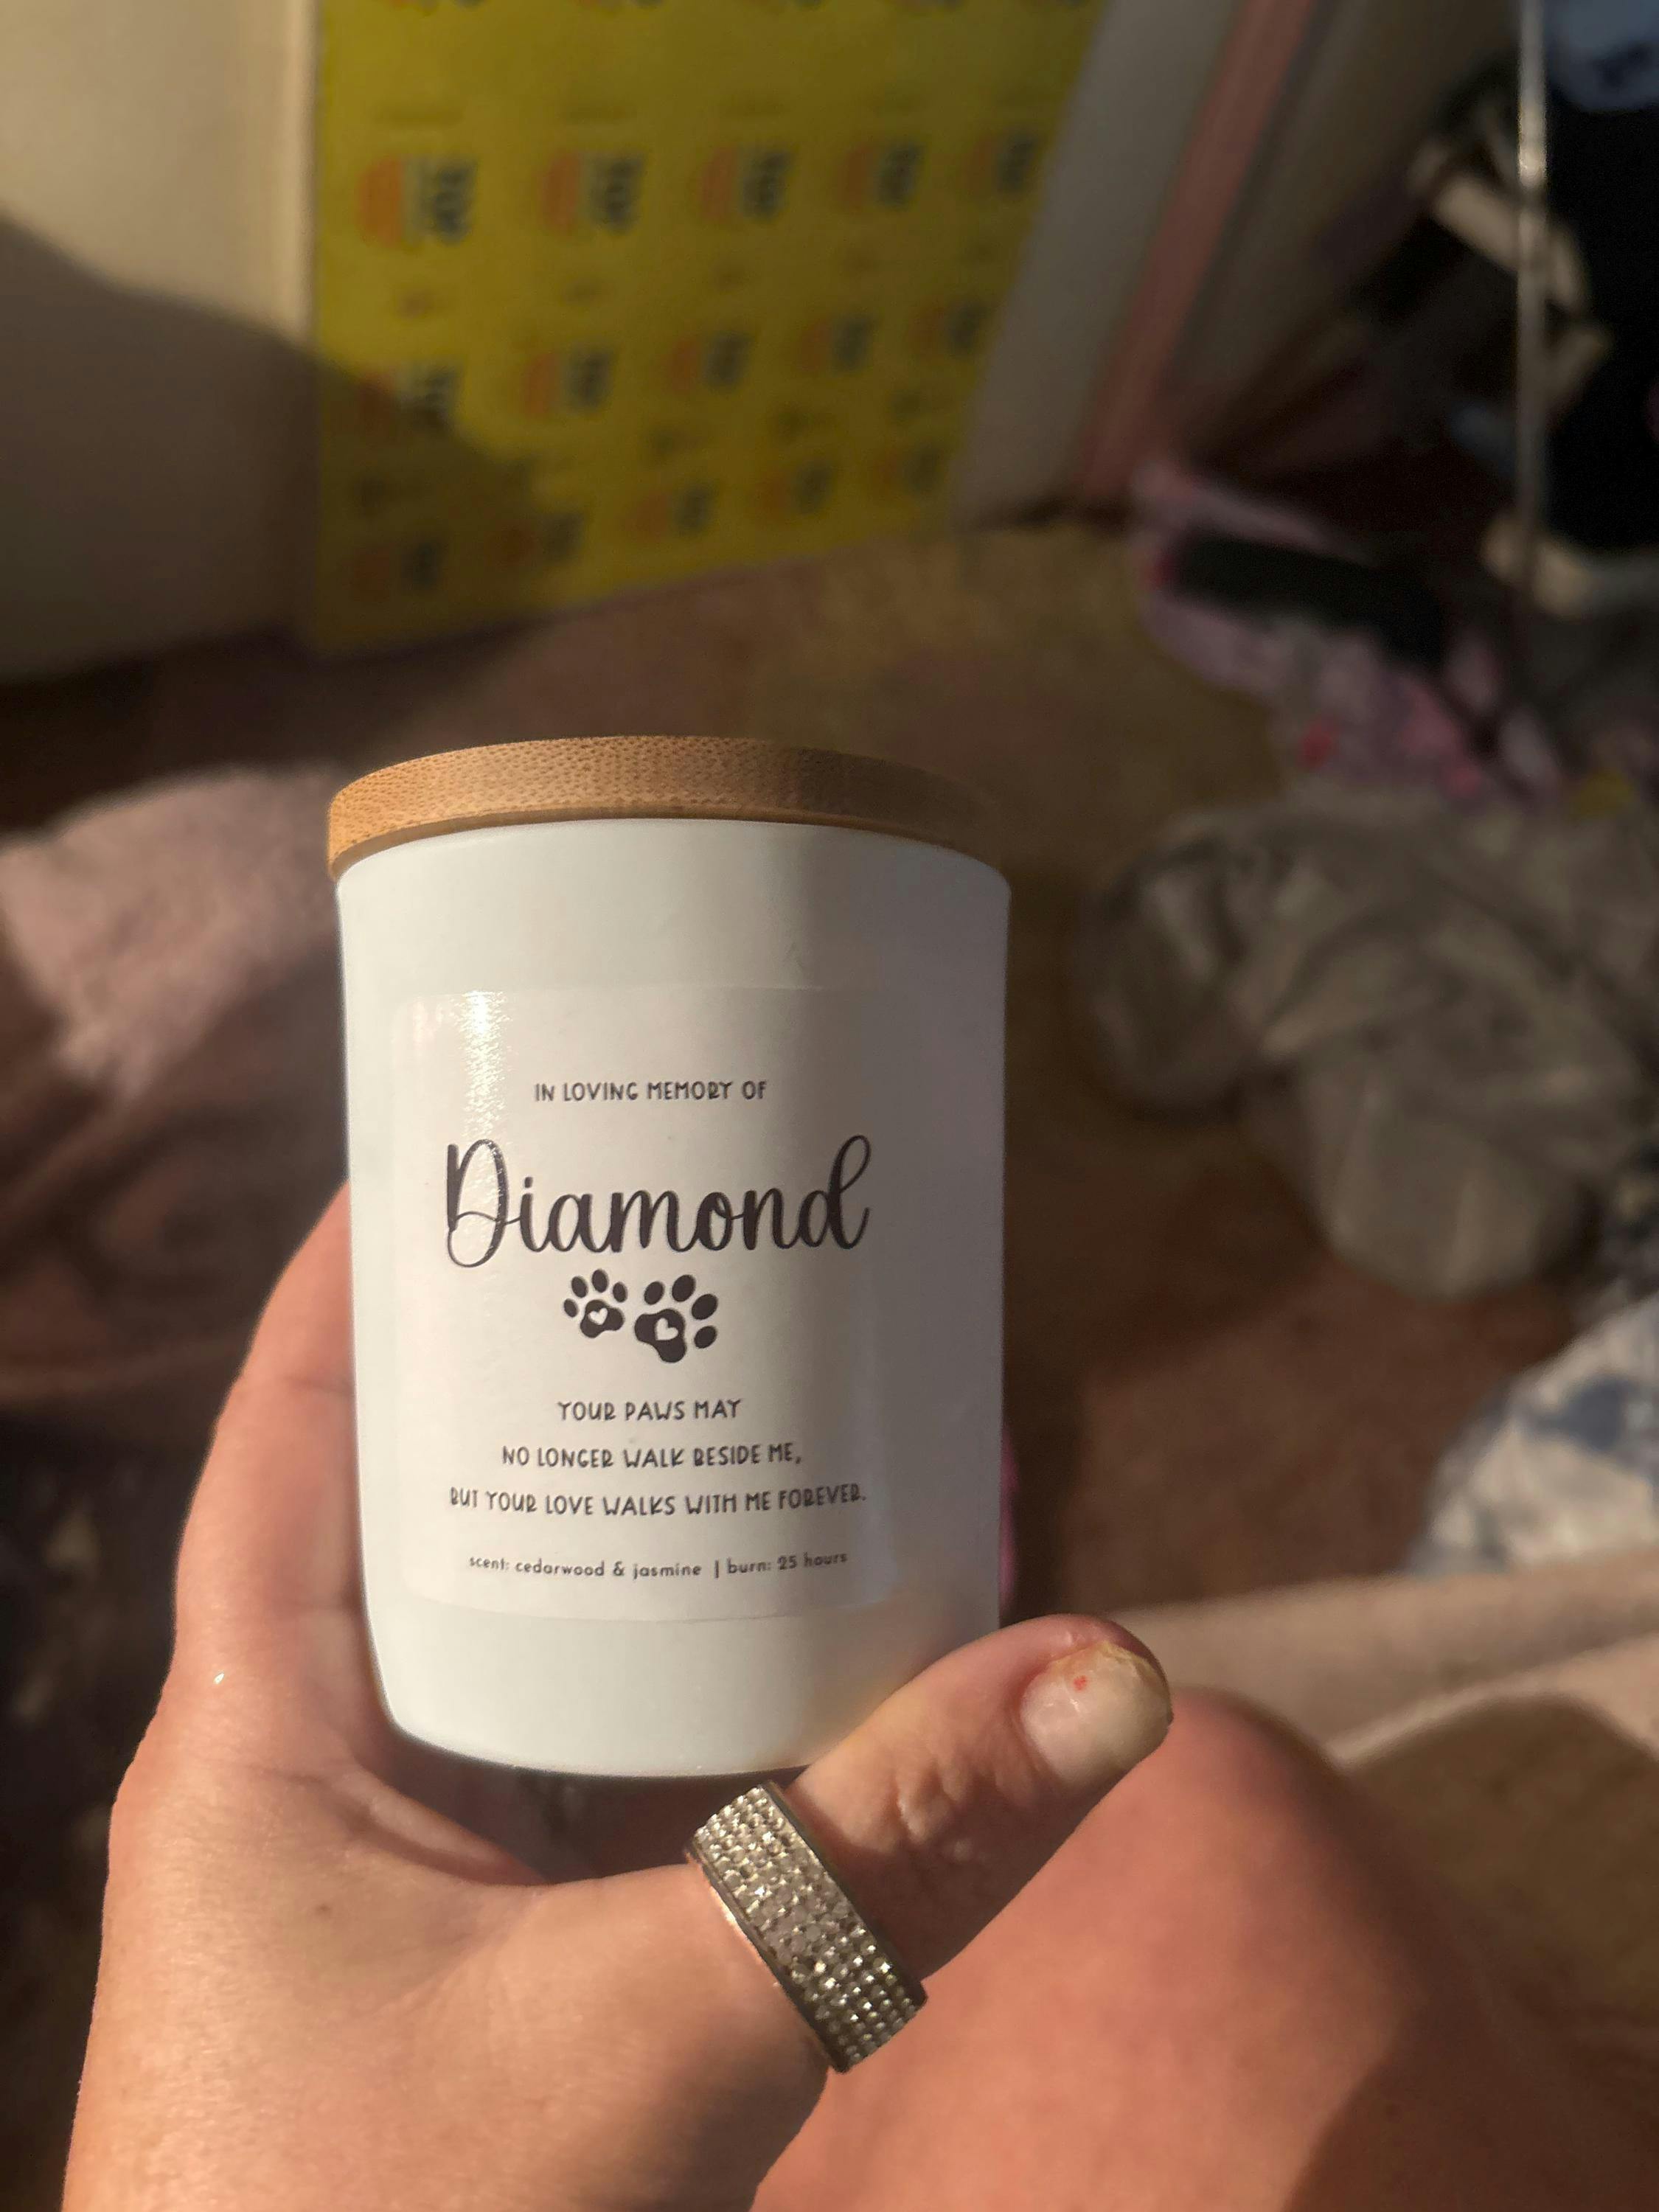 IN LOVING MEMORY OF
Diamond
YOUR PAWS MAY
NO LONGER WALK BESIDE ME,
BUT YOUR LOVE WALKS WITH ME FOREVER.
scent: cedarwood & jasmine | burn: 25 hours